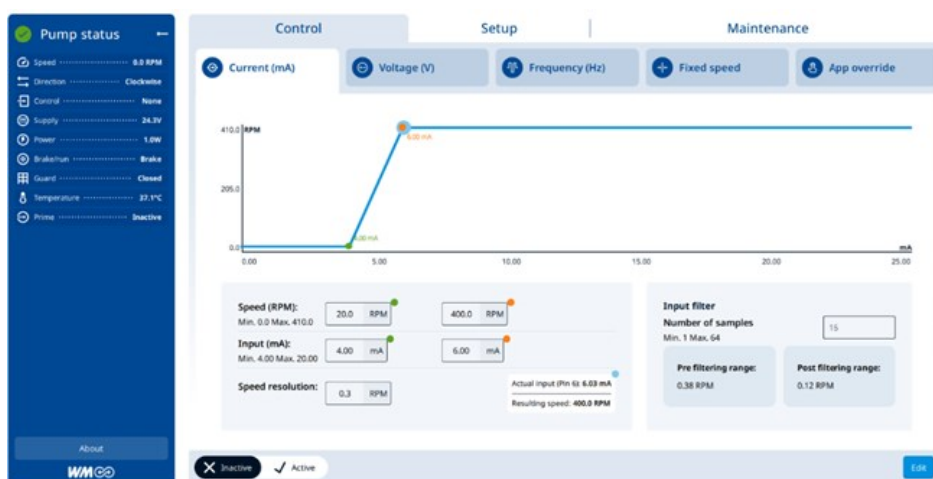 Pump status
Speed 0.0 RPM
Direction Clockwise
Control None
Supply 24.3V
Power 1.0W
Brake/run Brake
Guard Closed
Temperature 37.1°C
Prime Inactive
About
WM
Control Setup Maintenance
Current (mA) Voltage (V) Frequency (Hz) Fixed speed App override
410.0 RPM
6.00 mA
205.0
4.00 mA
0.0
mA
0.00 5.00 10.00 15.00 20.00 25.00
Speed (RPM):
Min. 0.0 Max. 410.0
20.0 RPM
400.0 RPM
Input (mA):
Min. 4.00 Max. 20.00
4.00 mA
6.00 mA
Speed resolution:
0.3 RPM
Actual input (Pin 6): 6.03 mA
Resulting speed: 400.0 RPM
Input filter
Number of samples
Min. 1 Max. 64
15
Pre filtering range:
0.38 RPM
Post filtering range:
0.12 RPM
Inactive Active
Edit